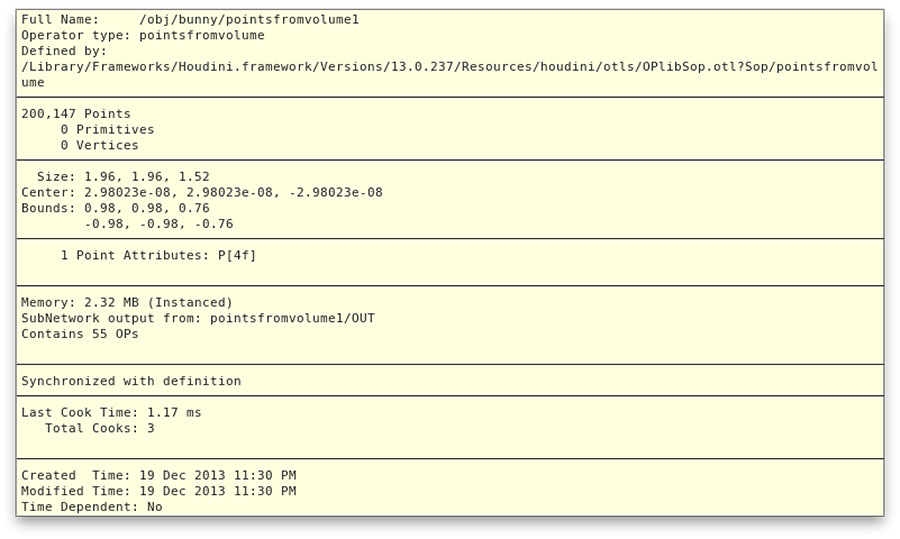 Full Name:     /obj/bunny/pointsfromvolume1
Operator type: pointsfromvolume
Defined by:
/Library/Frameworks/Houdini.framework/Versions/13.0.237/Resources/houdini/otls/OPlibSop.otl?Sop/pointsfromvol
ume
200,147 Points
0 Primitives
0 Vertices
Size: 1.96, 1.96, 1.52
Center: 2.98023e-08, 2.98023e-08, -2.98023e-08
Bounds: 0.98, 0.98, 0.76
-0.98, -0.98, -0.76
1 Point Attributes: P[4f]
Memory: 2.32 MB (Instanced)
SubNetwork output from: pointsfromvolume1/OUT
Contains 55 OPs
Synchronized with definition
Last Cook Time: 1.17 ms
Total Cooks: 3
Created  Time: 19 Dec 2013 11:30 PM
Modified Time: 19 Dec 2013 11:30 PM
Time Dependent: No